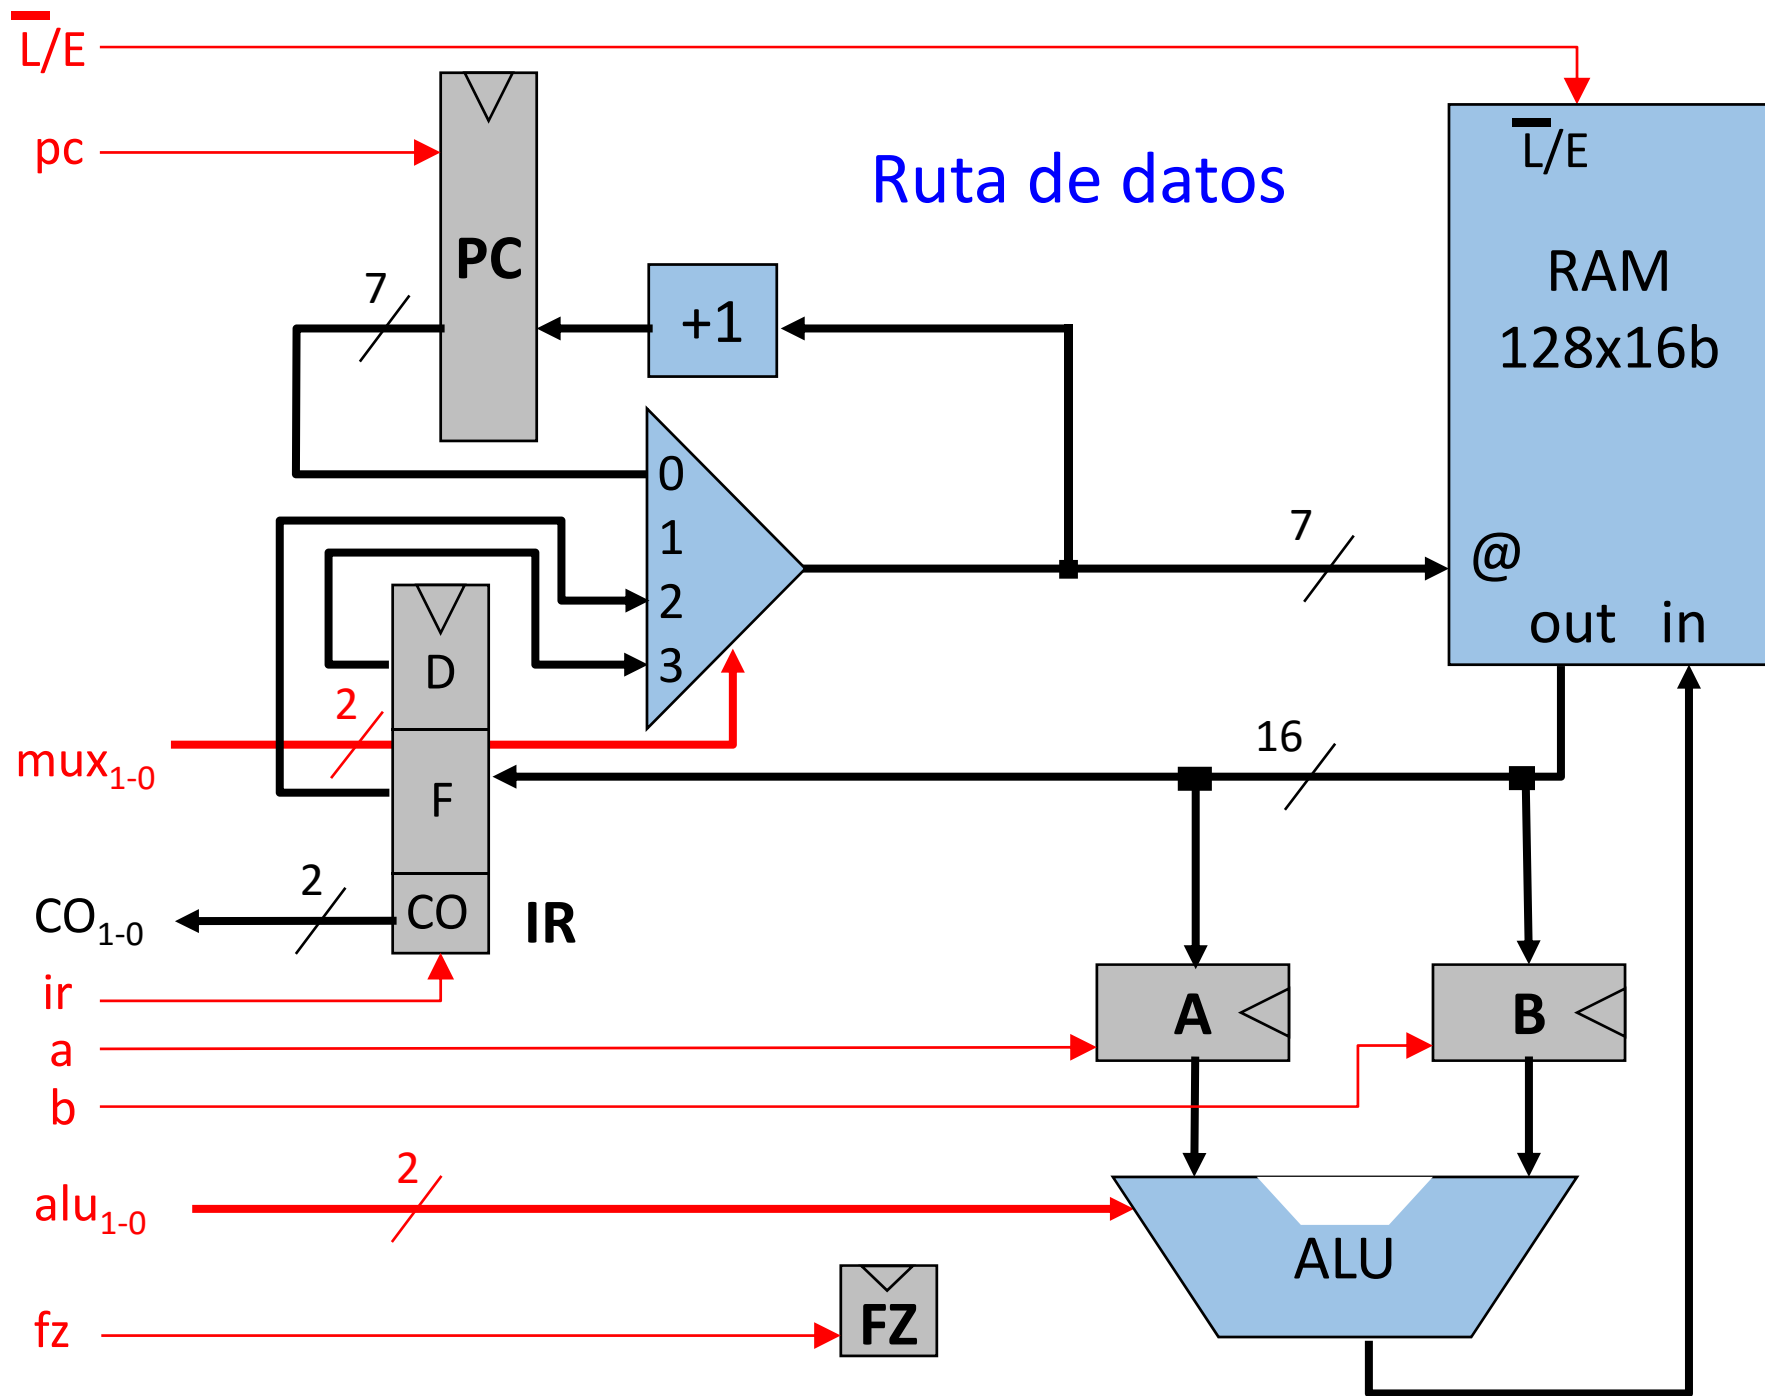 L/E
pc
Ruta de datos
L/E
RAM
128x16b
PC
7
+1
0
1
2
3
7
@
out in
D
F
CO
IR
2
mux1-0
16
2
CO1-0
ir
a
b
A
B
2
alu1-0
ALU
fz
FZ